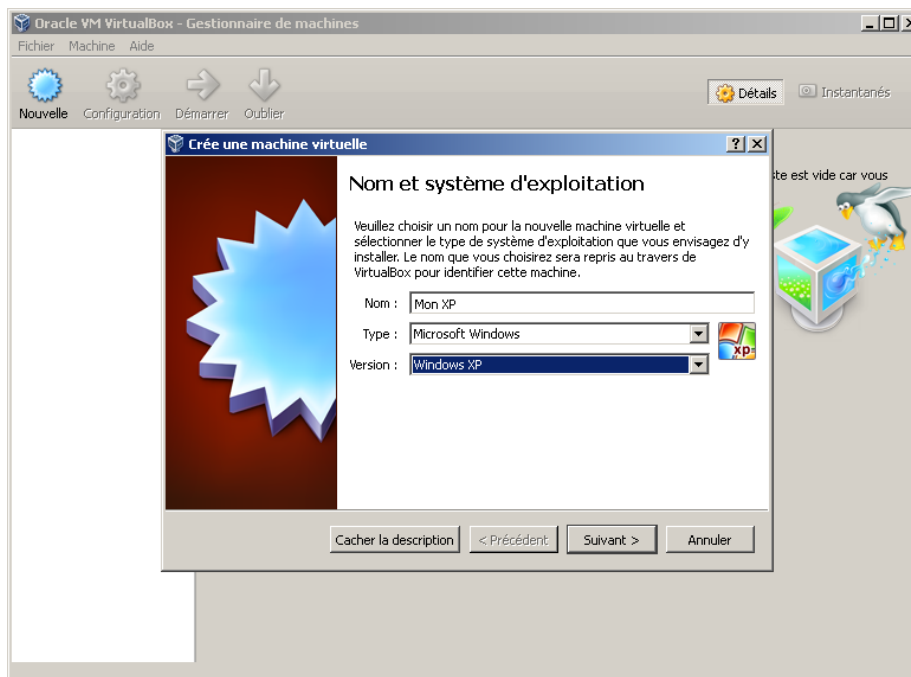 Oracle VM VirtualBox - Gestionnaire de machines
Fichier Machine Aide
Nouvelle Configuration Démarrer Oublier Détails Instantanés
ste est vide car vous
Crée une machine virtuelle
Nom et système d'exploitation
Veuillez choisir un nom pour la nouvelle machine virtuelle et
sélectionner le type de système d'exploitation que vous envisagez d'y
installer. Le nom que vous choisirez sera repris au travers de
VirtualBox pour identifier cette machine.
Nom : Mon XP
Type : Microsoft Windows
xp
Version : Windows XP
Cacher la description < Précédent Suivant > Annuler